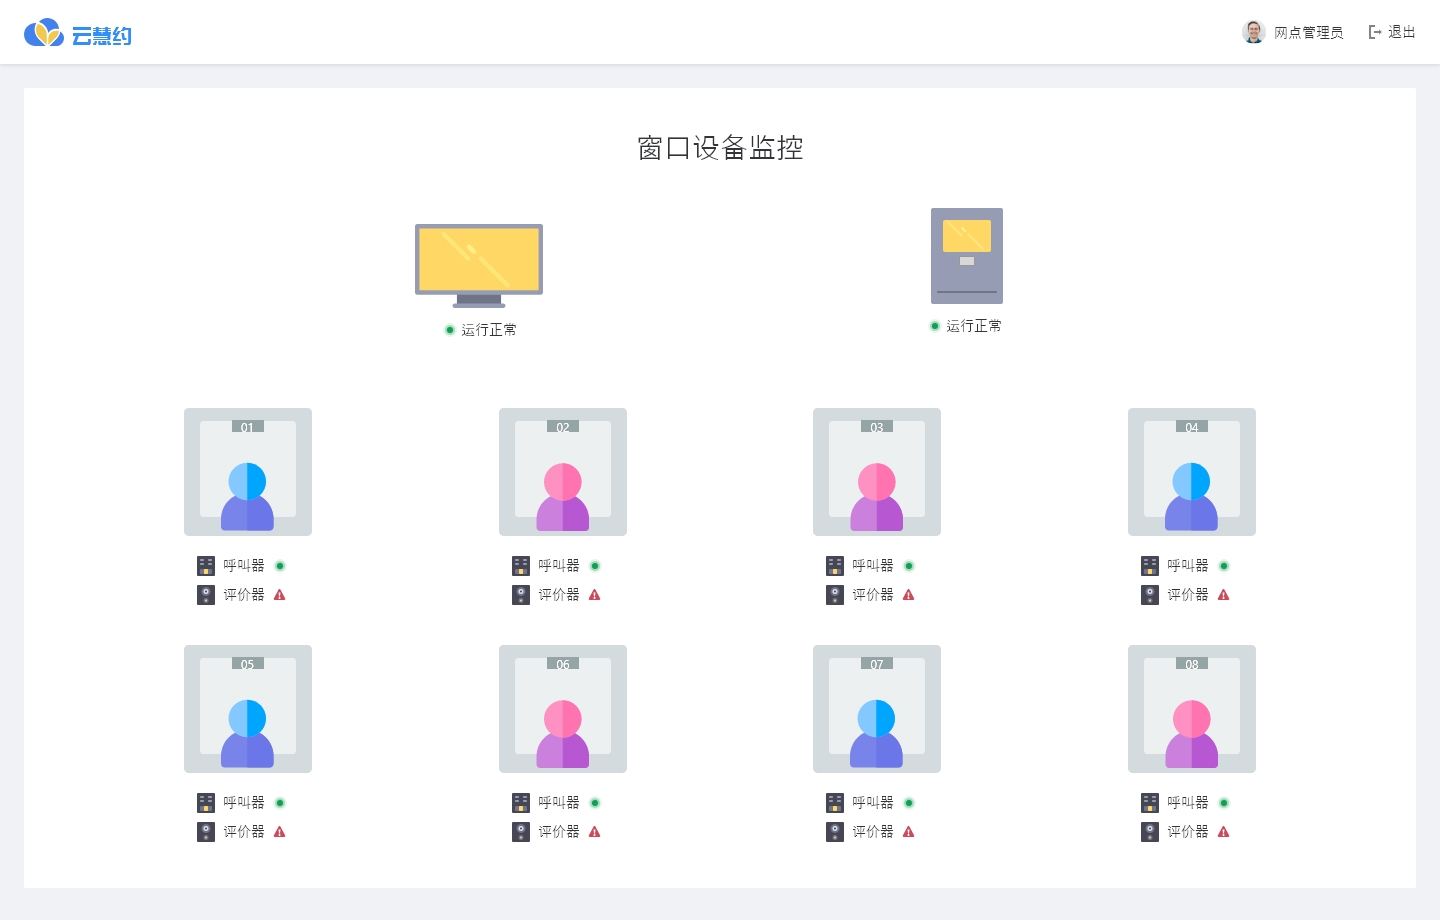 云慧约
网点管理员 退出
窗口设备监控
运行正常 运行正常
01 02 03 04
呼叫器 呼叫器 呼叫器 呼叫器
评价器 评价器 评价器 评价器
05 06 07 08
呼叫器 呼叫器 呼叫器 呼叫器
评价器 评价器 评价器 评价器